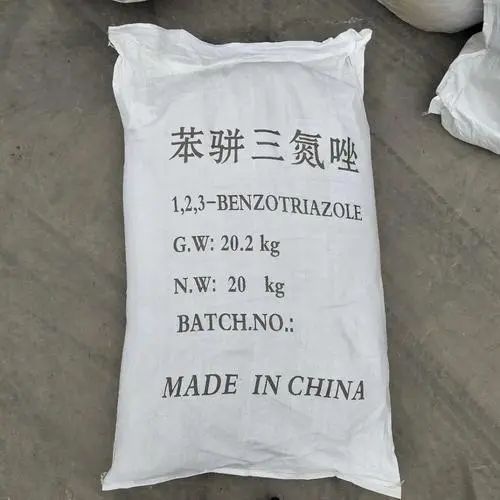 苯骈三氮唑
1,2,3-BENZOTRIAZOLE
G.W: 20.2 kg
N.W: 20 kg
BATCH.NO.:
MADE IN CHINA